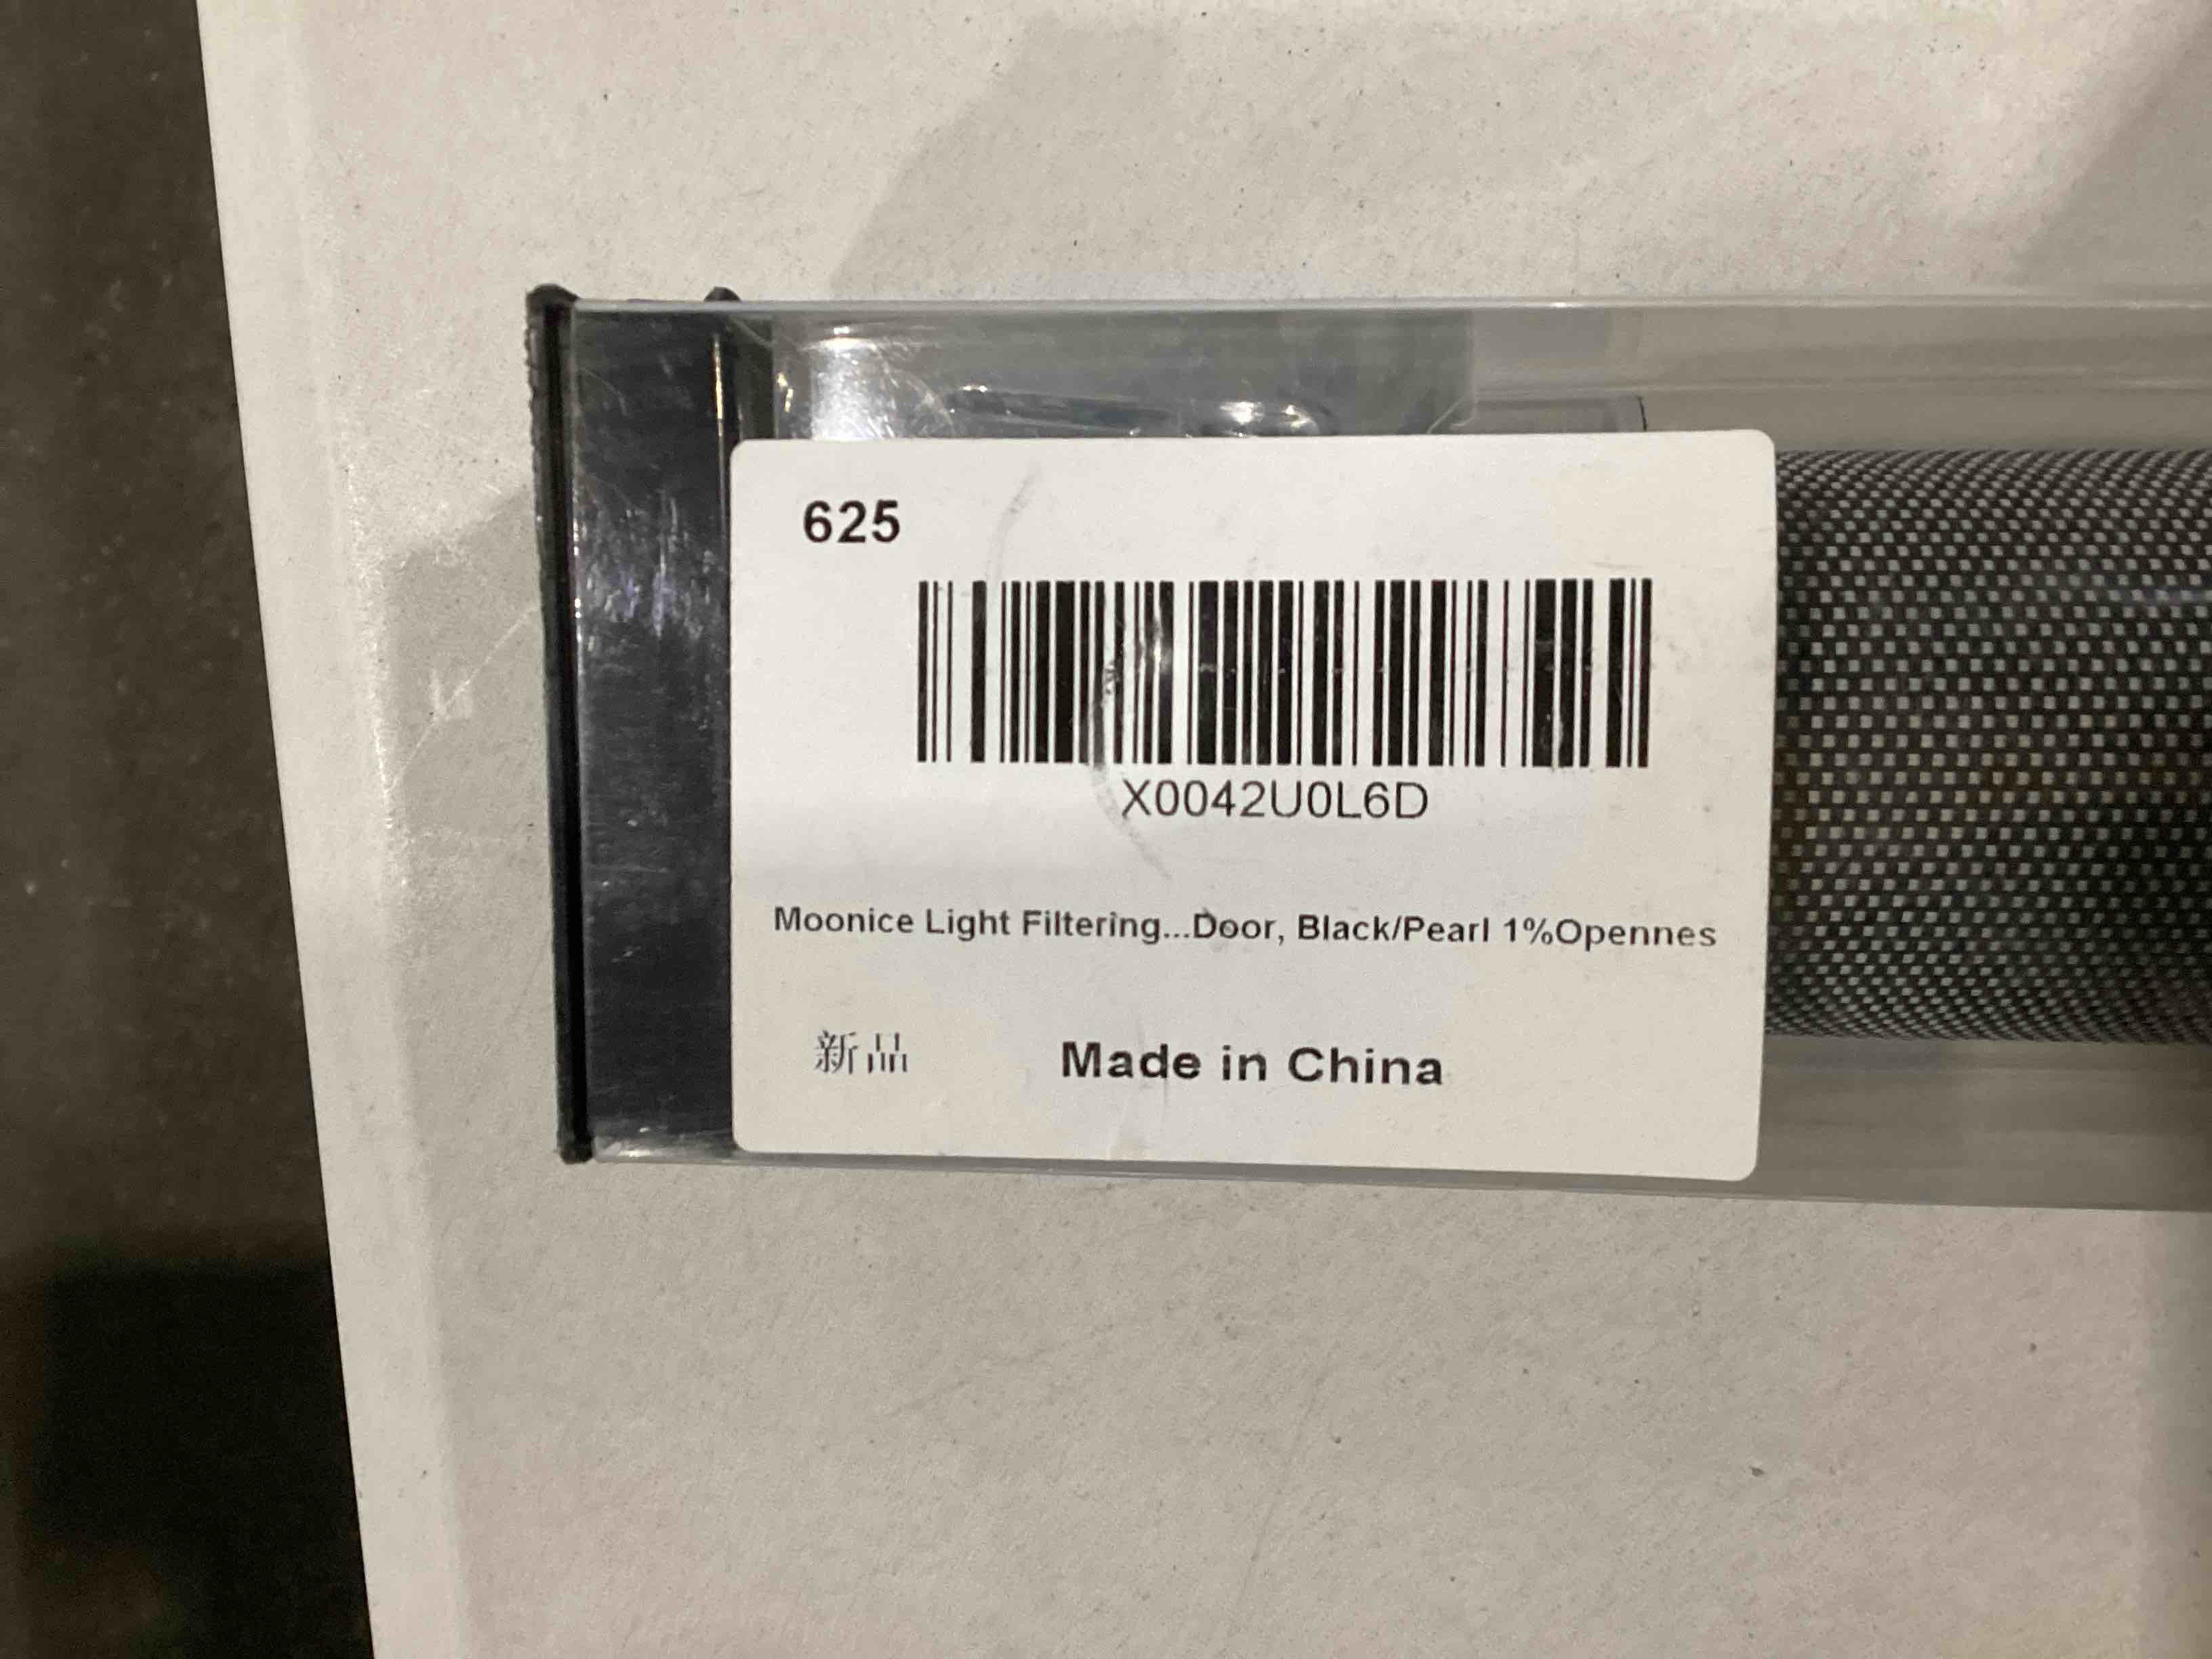 625
X0042U0L6D
Moonice Light Filtering...Door, Black/Pearl 1%Opennes
新品
Made in China